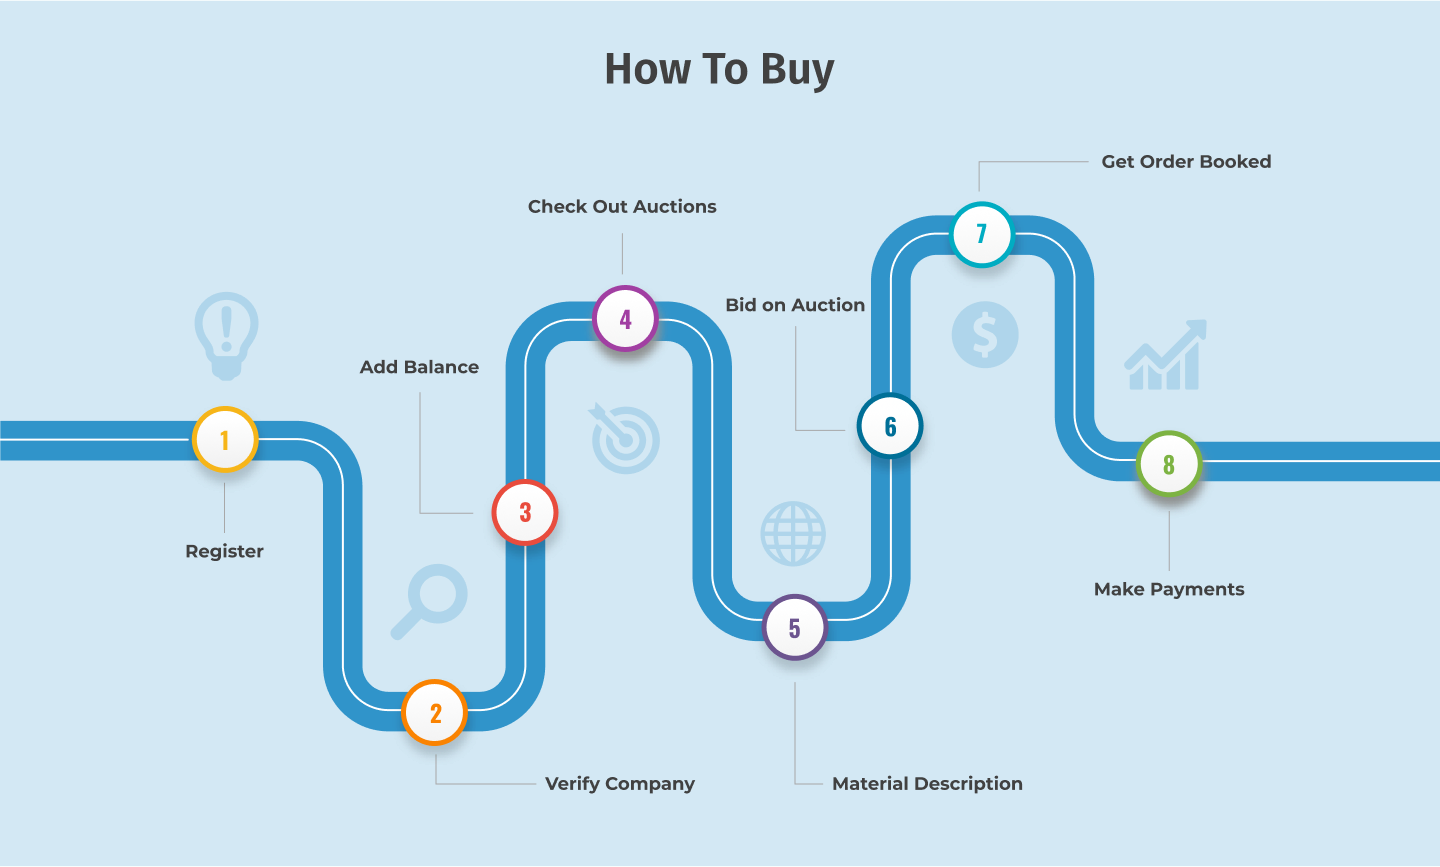 How To Buy
1
Register
2
Verify Company
3
Add Balance
4
Check Out Auctions
5
Material Description
6
Bid on Auction
7
Get Order Booked
8
Make Payments
!
$